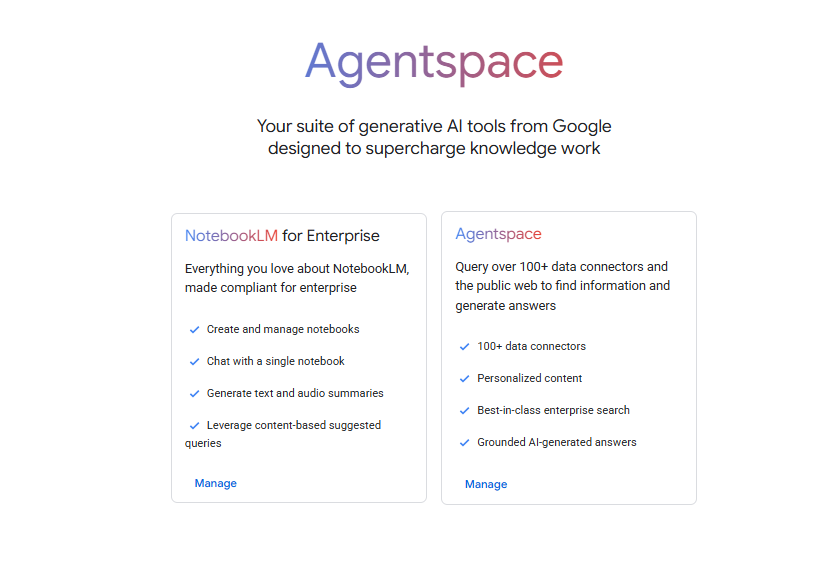 Agentspace
Your suite of generative AI tools from Google
designed to supercharge knowledge work
NotebookLM for Enterprise
Everything you love about NotebookLM,
made compliant for enterprise
Create and manage notebooks
Chat with a single notebook
Generate text and audio summaries
Leverage content-based suggested
queries
Manage
Agentspace
Query over 100+ data connectors and
the public web to find information and
generate answers
100+ data connectors
Personalized content
Best-in-class enterprise search
Grounded AI-generated answers
Manage